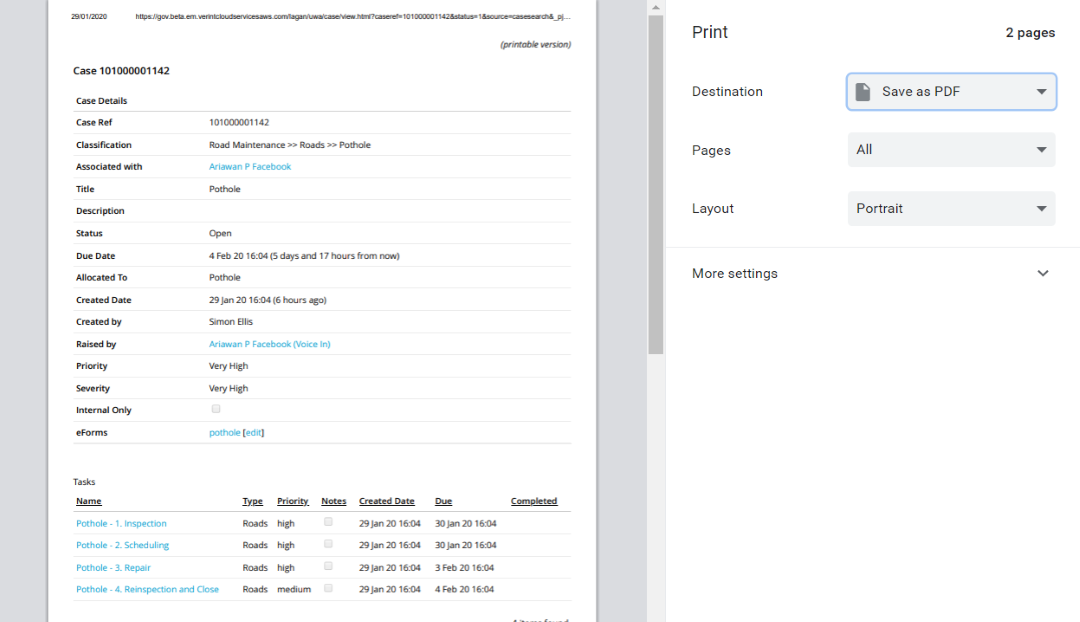 29/01/2020 https://gov.beta.em.verintcloudservicesaws.com/lagan/uwa/case/view.html?caseref=101000001142&status=1&source=casesearch&_pj...
(printable version)
Case 101000001142
Case Details
Case Ref 101000001142
Classification Road Maintenance >> Roads >> Pothole
Associated with Ariawan P Facebook
Title Pothole
Description
Status Open
Due Date 4 Feb 20 16:04 (5 days and 17 hours from now)
Allocated To Pothole
Created Date 29 Jan 20 16:04 (6 hours ago)
Created by Simon Ellis
Raised by Ariawan P Facebook (Voice In)
Priority Very High
Severity Very High
Internal Only
eForms pothole [edit]
Tasks
Name Type Priority Notes Created Date Due Completed
Pothole - 1. Inspection Roads high 29 Jan 20 16:04 30 Jan 20 16:04
Pothole - 2. Scheduling Roads high 29 Jan 20 16:04 30 Jan 20 16:04
Pothole - 3. Repair Roads high 29 Jan 20 16:04 3 Feb 20 16:04
Pothole - 4. Reinspection and Close Roads medium 29 Jan 20 16:04 4 Feb 20 16:04
4 items found
Print 2 pages
Destination Save as PDF
Pages All
Layout Portrait
More settings